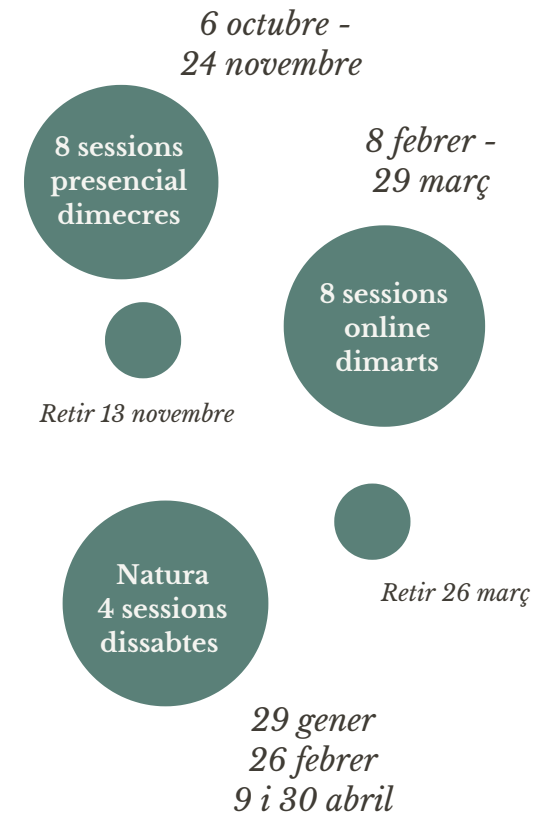 6 octubre -
24 novembre
8 sessions
presencial
dimecres
Retir 13 novembre
8 febrer -
29 març
8 sessions
online
dimarts
Retir 26 març
Natura
4 sessions
dissabtes
29 gener
26 febrer
9 i 30 abril